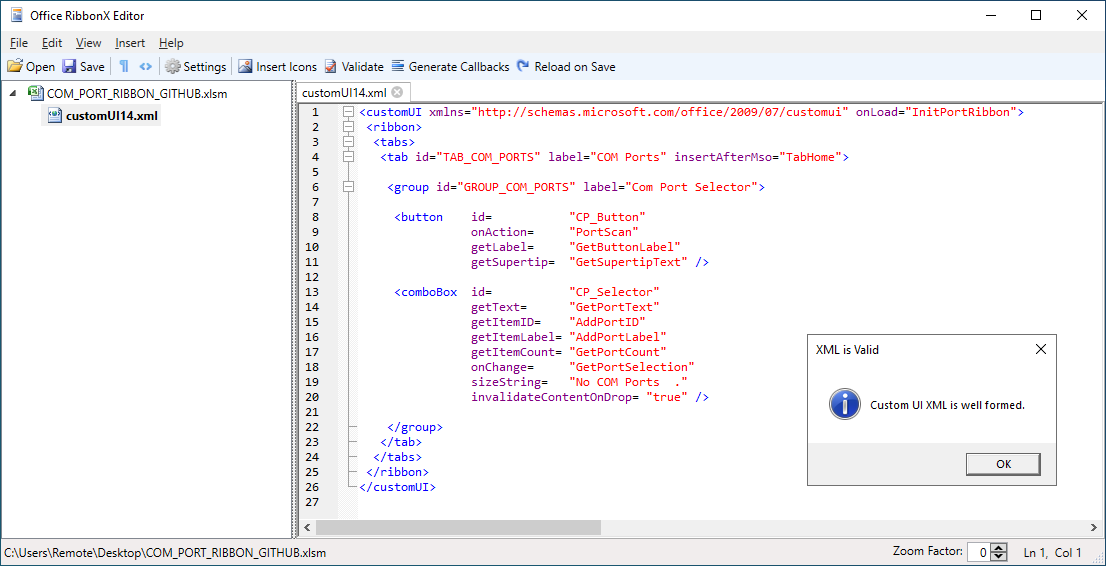 Office RibbonX Editor
File Edit View Insert Help
Open Save Settings Insert Icons Validate Generate Callbacks Reload on Save
COM_PORT_RIBBON_GITHUB.xlsm
customUI14.xml
customUI14.xml
1 <customUI xmlns="http://schemas.microsoft.com/office/2009/07/customui" onLoad="InitPortRibbon">
2 <ribbon>
3 <tabs>
4 <tab id="TAB_COM_PORTS" label="COM Ports" insertAfterMso="TabHome">
5
6 <group id="GROUP_COM_PORTS" label="Com Port Selector">
7
8 <button id= "CP_Button"
9 onAction= "PortScan"
10 getLabel= "GetButtonLabel"
11 getSupertip= "GetSupertipText" />
12
13 <comboBox id= "CP_Selector"
14 getText= "GetPortText"
15 getItemID= "AddPortID"
16 getItemLabel= "AddPortLabel"
17 getItemCount= "GetPortCount"
18 onChange= "GetPortSelection"
19 sizeString= "No COM Ports  ."
20 invalidateContentOnDrop= "true" />
21
22 </group>
23 </tab>
24 </tabs>
25 </ribbon>
26 </customUI>
27
XML is Valid
Custom UI XML is well formed.
OK
C:\Users\Remote\Desktop\COM_PORT_RIBBON_GITHUB.xlsm
Zoom Factor: 0 Ln 1, Col 1